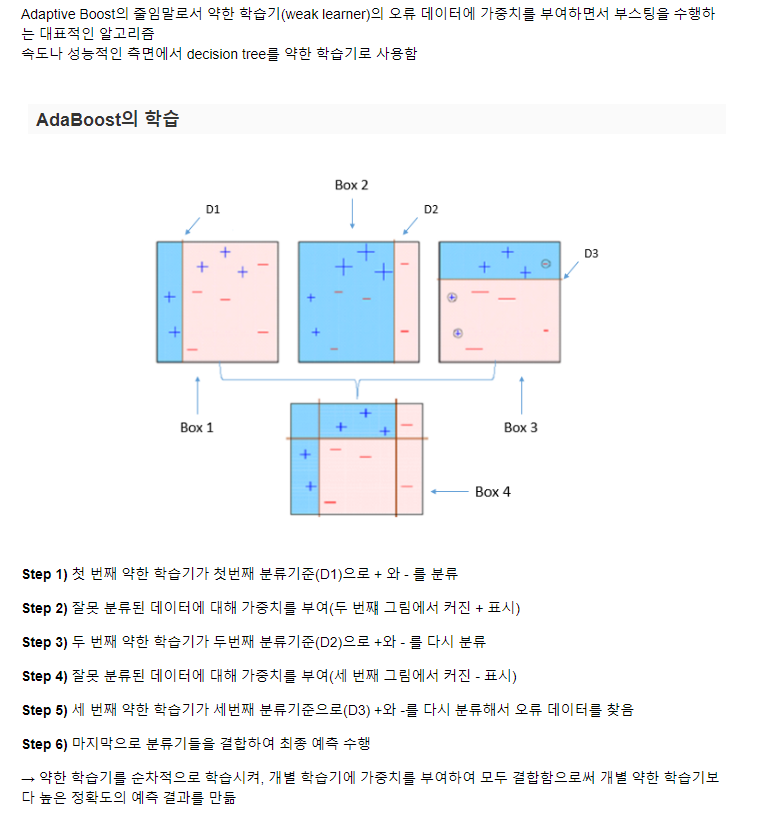 Adaptive Boost의 줄임말로서 약한 학습기(weak learner)의 오류 데이터에 가중치를 부여하면서 부스팅을 수행하
는 대표적인 알고리즘
속도나 성능적인 측면에서 decision tree를 약한 학습기로 사용함
AdaBoost의 학습
Box 2
D1
D2
D3
Box 1
Box 3
Box 4
Step 1) 첫 번째 약한 학습기가 첫번째 분류기준(D1)으로 + 와 - 를 분류
Step 2) 잘못 분류된 데이터에 대해 가중치를 부여(두 번쨰 그림에서 커진 + 표시)
Step 3) 두 번째 약한 학습기가 두번째 분류기준(D2)으로 +와 - 를 다시 분류
Step 4) 잘못 분류된 데이터에 대해 가중치를 부여(세 번째 그림에서 커진 - 표시)
Step 5) 세 번째 약한 학습기가 세번째 분류기준으로(D3) +와 -를 다시 분류해서 오류 데이터를 찾음
Step 6) 마지막으로 분류기들을 결합하여 최종 예측 수행
→ 약한 학습기를 순차적으로 학습시켜, 개별 학습기에 가중치를 부여하여 모두 결합함으로써 개별 약한 학습기보
다 높은 정확도의 예측 결과를 만듦